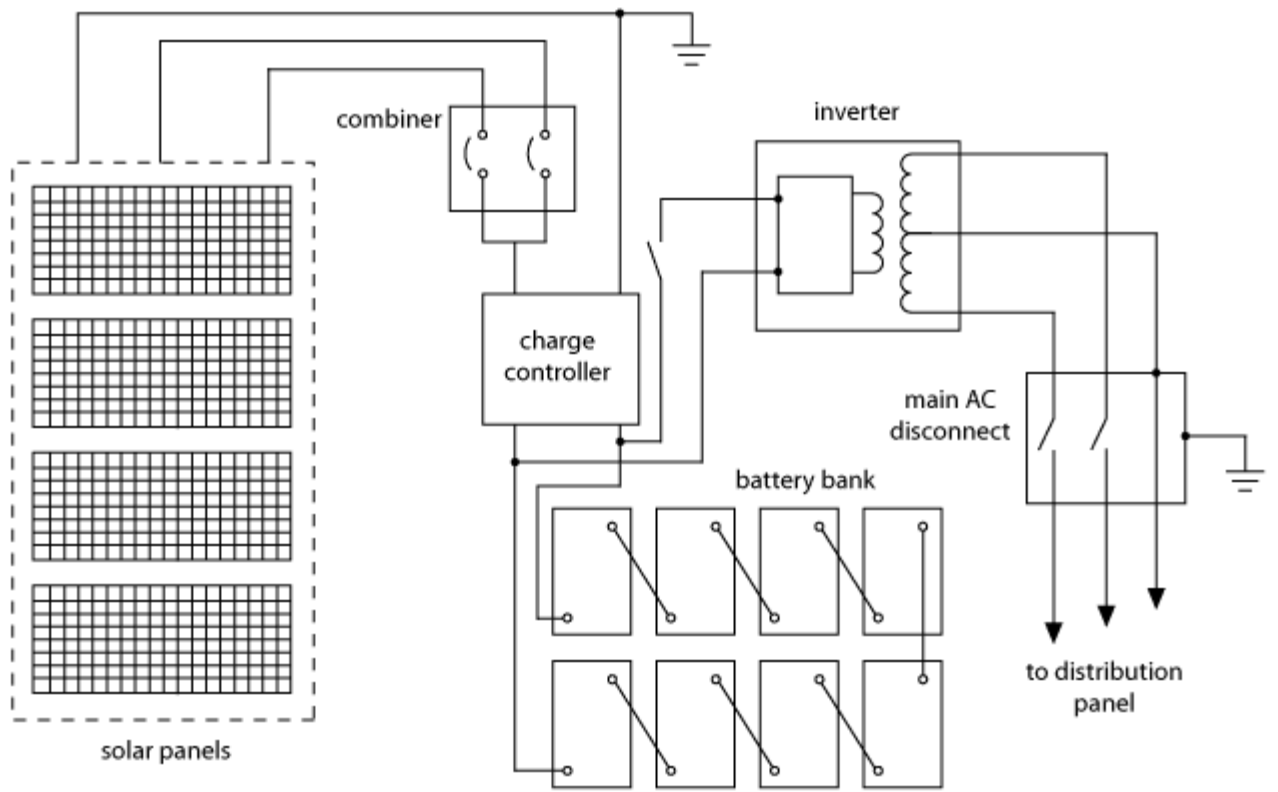 combiner
inverter
charge
controller
main AC
disconnect
battery bank
to distribution
panel
solar panels